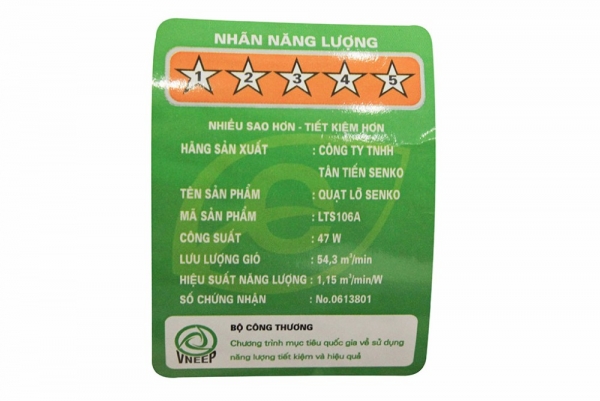 NHÃN NĂNG LƯỢNG
1 2 3 4 5
NHIỀU SAO HƠN - TIẾT KIỆM HƠN
HÃNG SẢN XUẤT : CÔNG TY TNHH
TÂN TIẾN SENKO
TÊN SẢN PHẨM : QUẠT LỠ SENKO
MÃ SẢN PHẨM : LTS106A
CÔNG SUẤT : 47 W
LƯU LƯỢNG GIÓ : 54,3 m³/min
HIỆU SUẤT NĂNG LƯỢNG : 1,15 m³/min/W
SỐ CHỨNG NHẬN : No.0613801
BỘ CÔNG THƯƠNG
Chương trình mục tiêu quốc gia về sử dụng
năng lượng tiết kiệm và hiệu quả
VNEEP